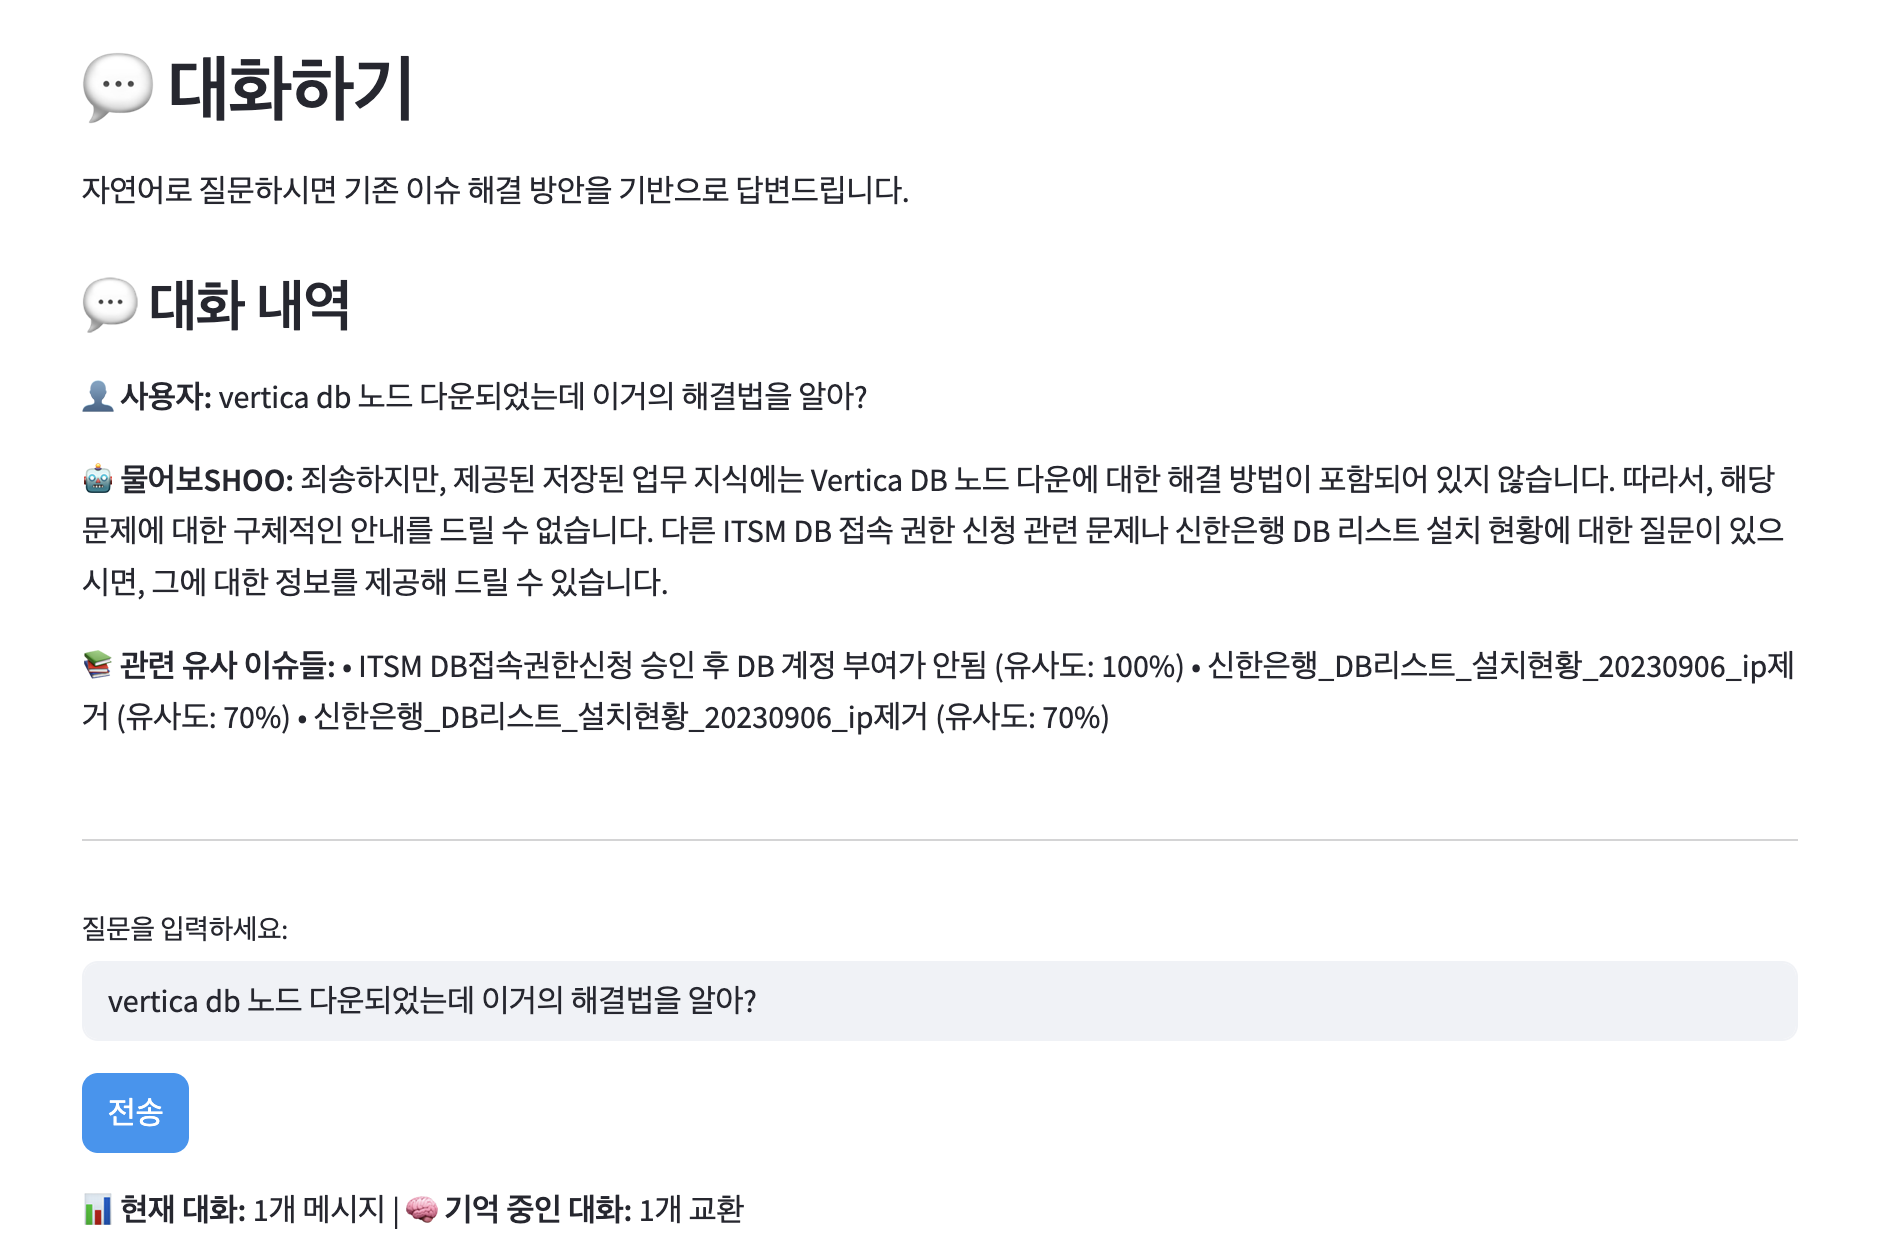 💬 대화하기
자연어로 질문하시면 기존 이슈 해결 방안을 기반으로 답변드립니다.
💬 대화 내역
👤 사용자: vertica db 노드 다운되었는데 이거의 해결법을 알아?
🤖 물어보SHOO: 죄송하지만, 제공된 저장된 업무 지식에는 Vertica DB 노드 다운에 대한 해결 방법이 포함되어 있지 않습니다. 따라서, 해당
문제에 대한 구체적인 안내를 드릴 수 없습니다. 다른 ITSM DB 접속 권한 신청 관련 문제나 신한은행 DB 리스트 설치 현황에 대한 질문이 있으
시면, 그에 대한 정보를 제공해 드릴 수 있습니다.
📚 관련 유사 이슈들: • ITSM DB접속권한신청 승인 후 DB 계정 부여가 안됨 (유사도: 100%) • 신한은행_DB리스트_설치현황_20230906_ip제
거 (유사도: 70%) • 신한은행_DB리스트_설치현황_20230906_ip제거 (유사도: 70%)
질문을 입력하세요:
vertica db 노드 다운되었는데 이거의 해결법을 알아?
전송
📊 현재 대화: 1개 메시지 | 🧠 기억 중인 대화: 1개 교환